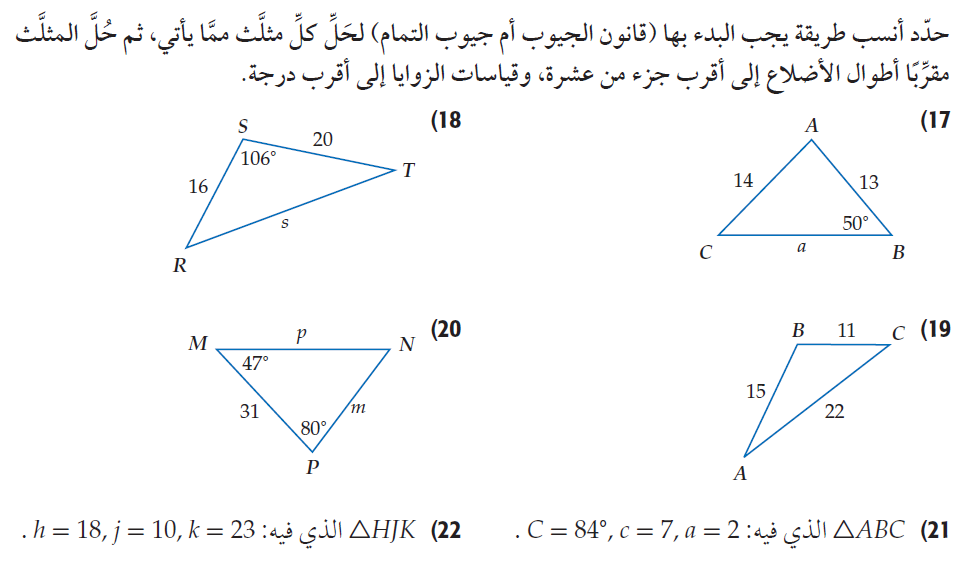 حدّد أنسب طريقة يجب البدء بها (قانون الجيوب أم جيوب التمام) لحَلِّ كلِّ مثلَّث ممَّا يأتي، ثم حُلَّ المثلَّث
مقرِّبًا أطوال الأضلاع إلى أقرب جزء من عشرة، وقياسات الزوايا إلى أقرب درجة.
(17
A
14
13
50°
C
a
B
(18
S
20
106°
T
16
s
R
(19
B
11
C
15
22
A
(20
M
p
N
47°
31
m
80°
P
(21 △ABC الذي فيه: C = 84°, c = 7, a = 2 .
(22 △HJK الذي فيه: h = 18, j = 10, k = 23 .